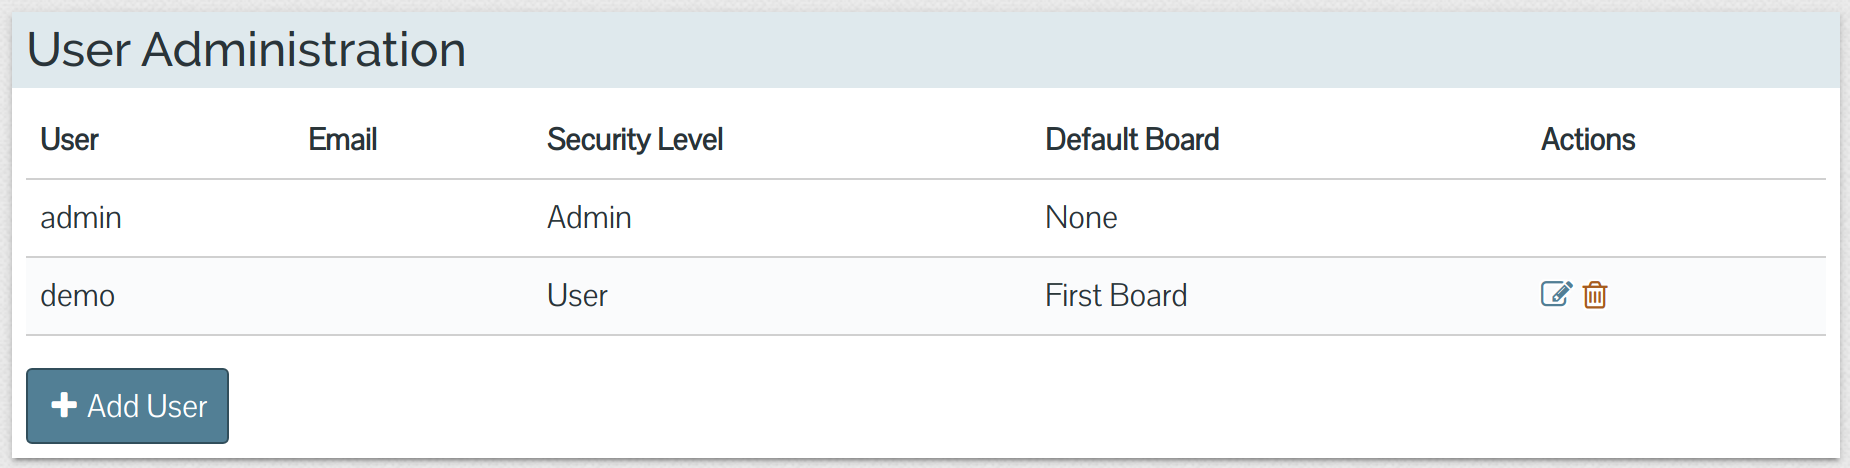 User Administration
User Email Security Level Default Board Actions
admin Admin None
demo User First Board
Add User